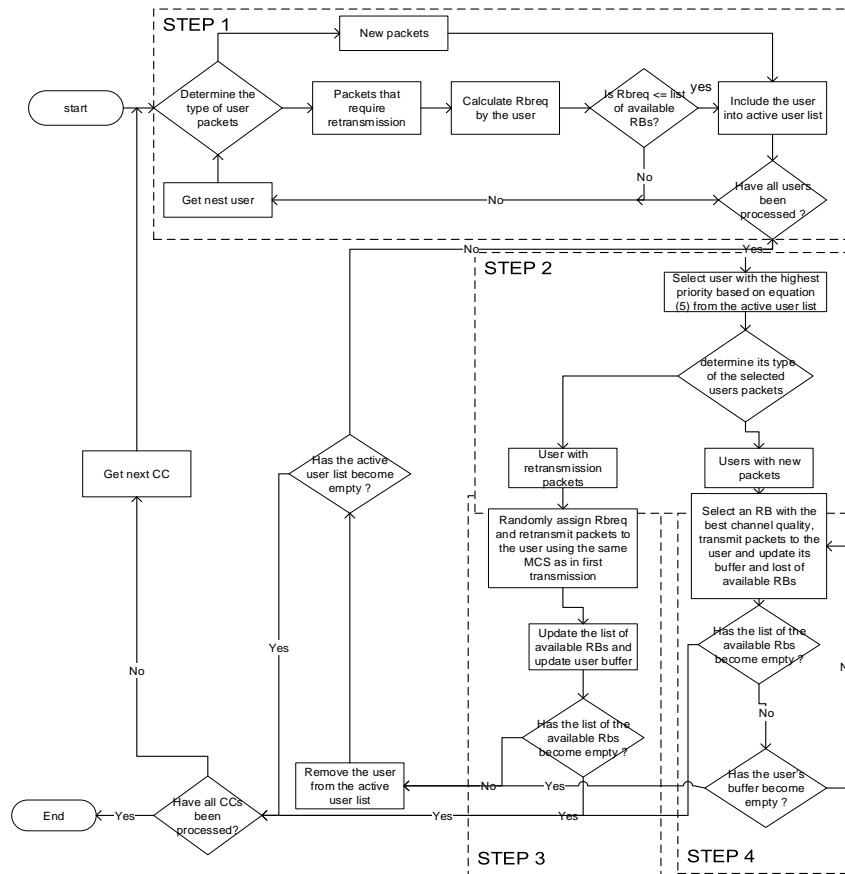 STEP 1
New packets
start
Determine the
type of user
packets
Packets that
require
retransmission
Calculate Rbreq
by the user
Is Rbreq <= list
of available
RBs?
yes
Include the user
into active user list
No
Get nest user
No
Have all users
been
processed ?
No
Yes
STEP 2
Select user with the highest
priority based on equation
(5) from the active user list
determine its type
of the selected
users packets
Get next CC
Has the active
user list become
empty ?
User with
retransmission
packets
Users with new
packets
Randomly assign Rbreq
and retransmit packets to
the user using the same
MCS as in first
transmission
Select an RB with the
best channel quality,
transmit packets to the
user and update its
buffer and lost of
available RBs
Update the list of
available RBs and
update user buffer
Has the list of the
available Rbs
become empty ?
Yes
No
No
Has the list of the
available Rbs
become empty ?
Remove the user
from the active
user list
No
Yes
Has the user's
buffer become
empty ?
End
Yes
Have all CCs
been
processed?
Yes
Yes
STEP 3
STEP 4